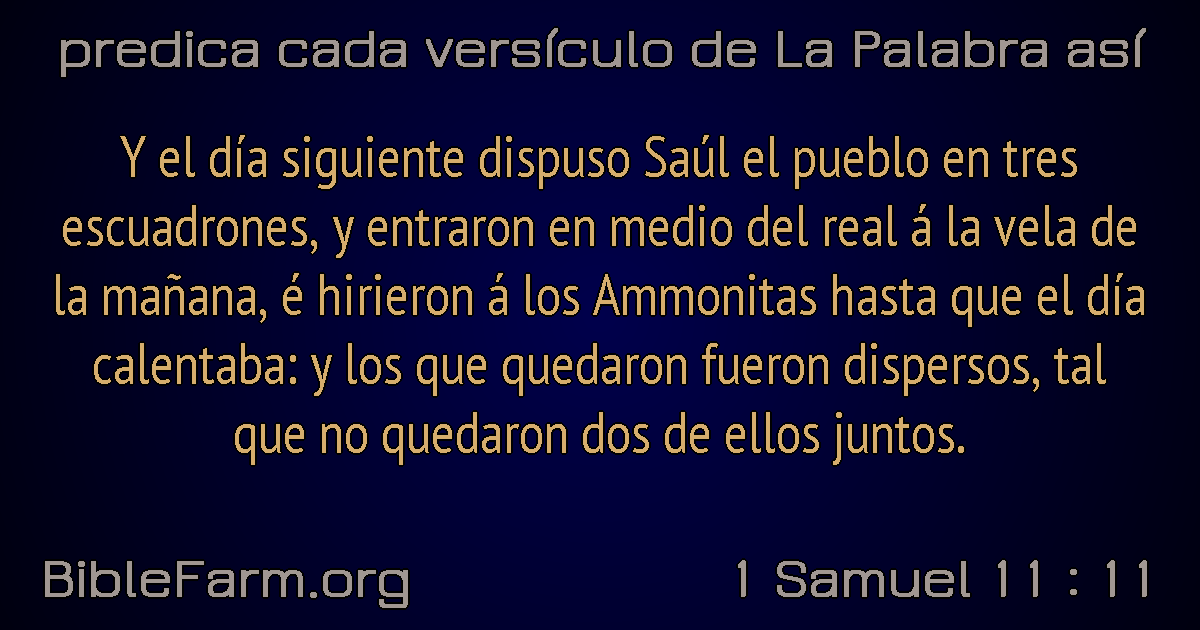 predica cada versículo de La Palabra así
Y el día siguiente dispuso Saúl el pueblo en tres
escuadrones, y entraron en medio del real á la vela de
la mañana, é hirieron á los Ammonitas hasta que el día
calentaba: y los que quedaron fueron dispersos, tal
que no quedaron dos de ellos juntos.
BibleFarm.org
1 Samuel 11 : 11